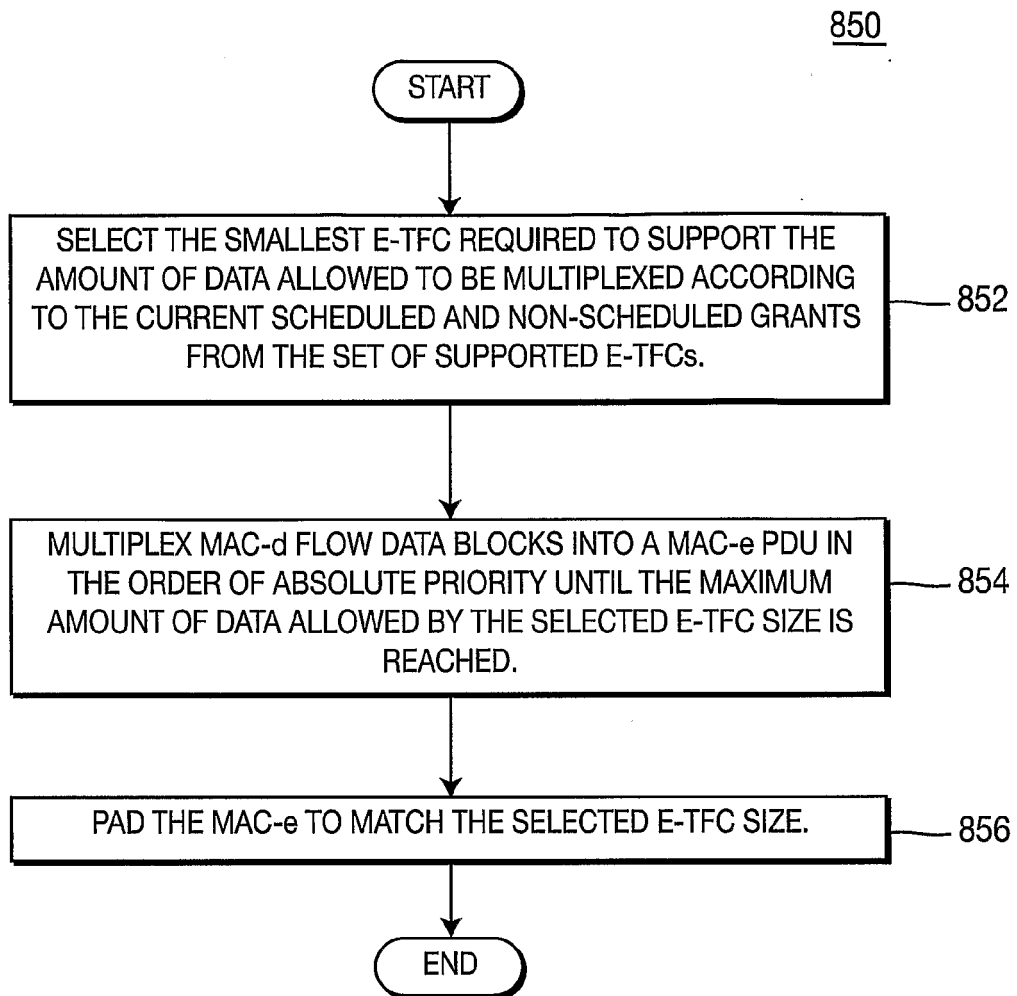 850
START
SELECT THE SMALLEST E-TFC REQUIRED TO SUPPORT THE
AMOUNT OF DATA ALLOWED TO BE MULTIPLEXED ACCORDING
TO THE CURRENT SCHEDULED AND NON-SCHEDULED GRANTS
FROM THE SET OF SUPPORTED E-TFCs.
852
MULTIPLEX MAC-d FLOW DATA BLOCKS INTO A MAC-e PDU IN
THE ORDER OF ABSOLUTE PRIORITY UNTIL THE MAXIMUM
AMOUNT OF DATA ALLOWED BY THE SELECTED E-TFC SIZE IS
REACHED.
854
PAD THE MAC-e TO MATCH THE SELECTED E-TFC SIZE.
856
END